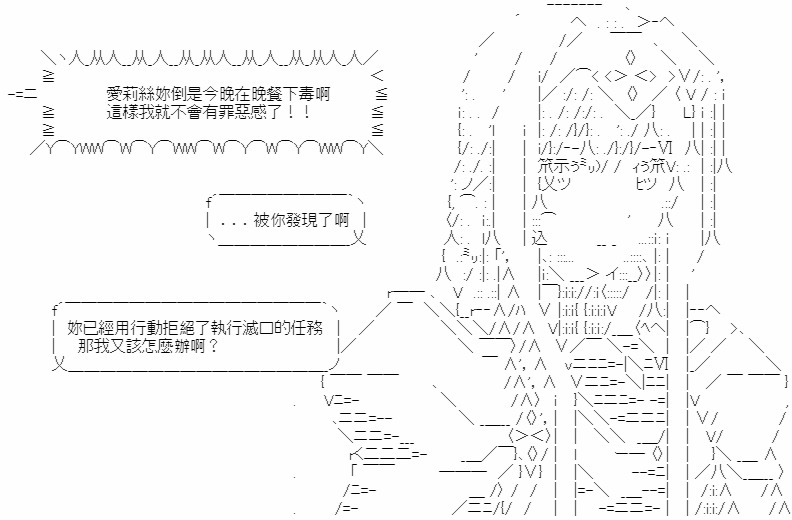 愛莉絲妳倒是今晚在晚餐下毒啊
這樣我就不會有罪惡感了！！
...被你發現了啊
妳已經用行動拒絕了執行滅口的任務
那我又該怎麼辦啊？